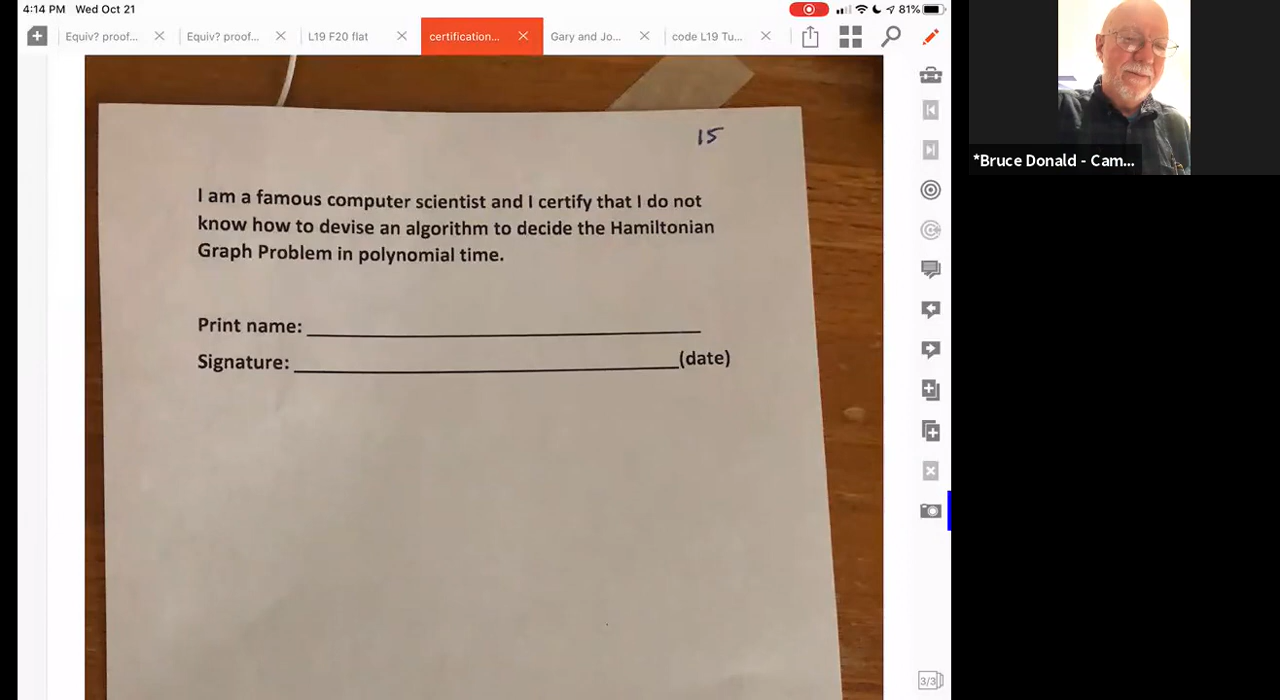 4:14 PM Wed Oct 21
81%
Equiv? proof...
Equiv? proof...
L19 F20 flat
certification...
Gary and Jo...
code L19 Tu...
15
I am a famous computer scientist and I certify that I do not
know how to devise an algorithm to decide the Hamiltonian
Graph Problem in polynomial time.
Print name:
Signature: (date)
3/3
*Bruce Donald - Cam...